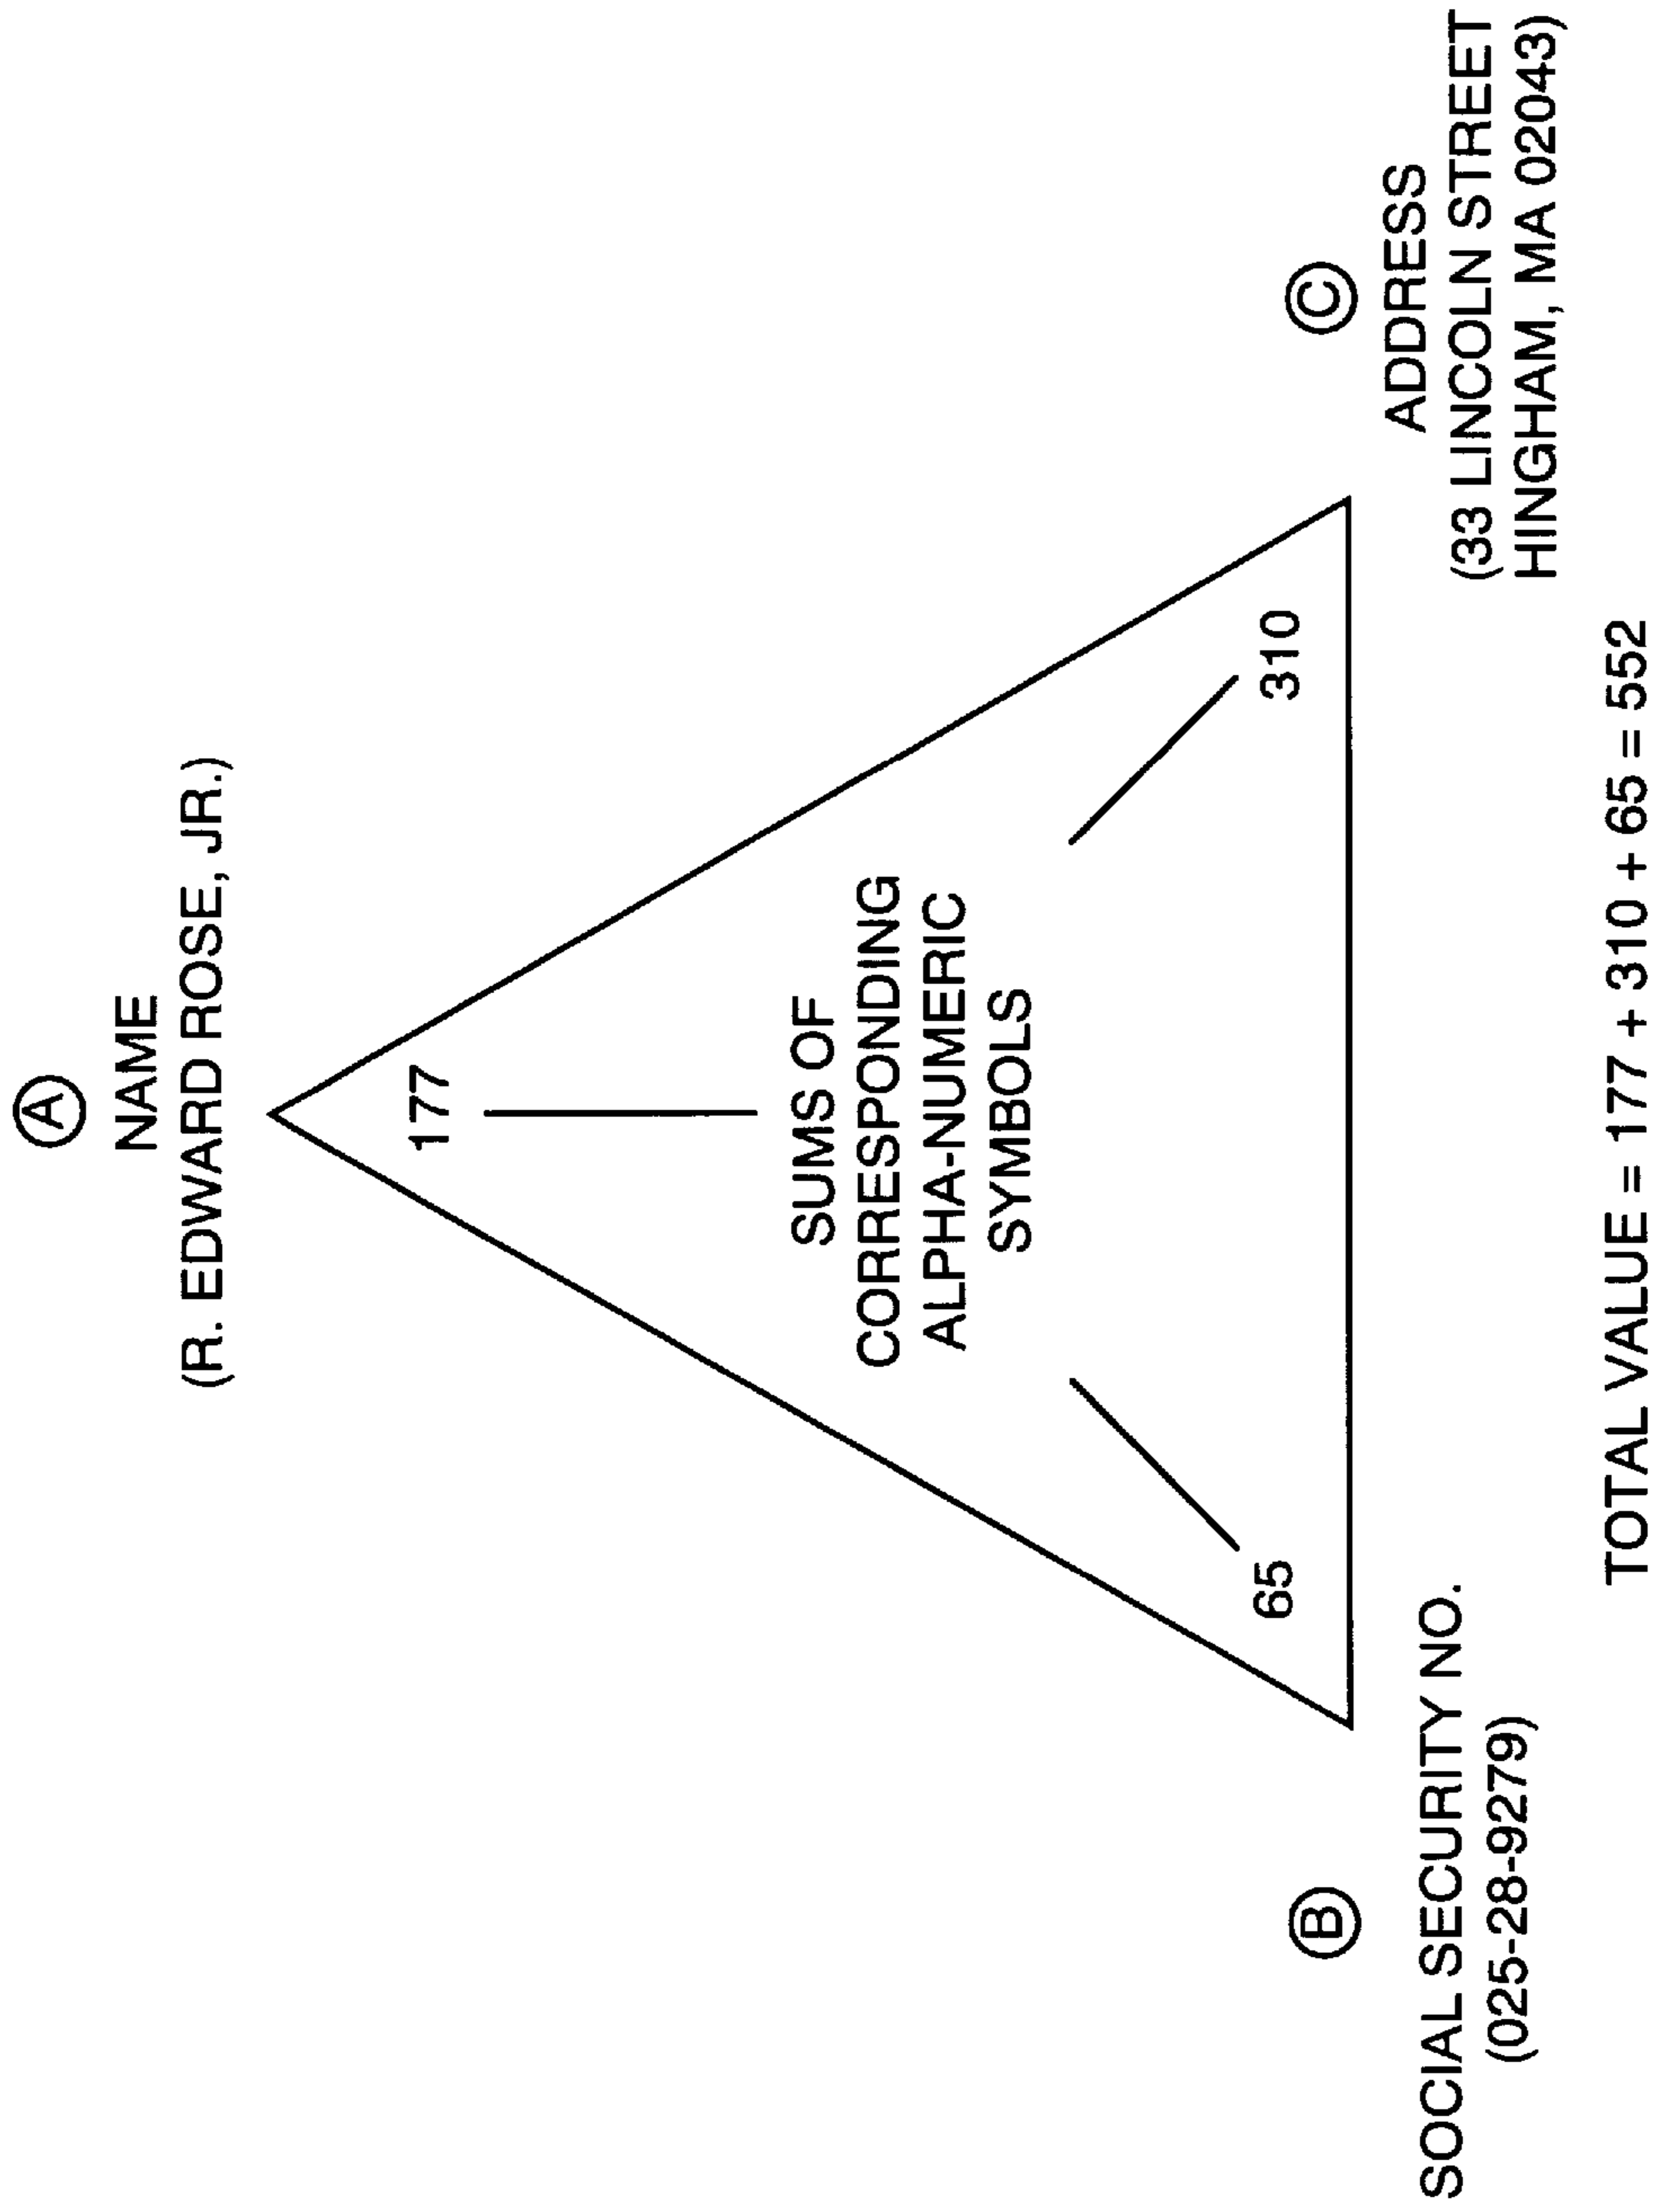 A
NAME
(R. EDWARD ROSE, JR.)
177
SUMS OF
CORRESPONDING
ALPHA-NUMERIC
SYMBOLS
65
310
B
SOCIAL SECURITY NO.
(025-28-9279)
C
ADDRESS
(33 LINCOLN STREET
HINGHAM, MA 02043)
TOTAL VALUE = 177 + 310 + 65 = 552